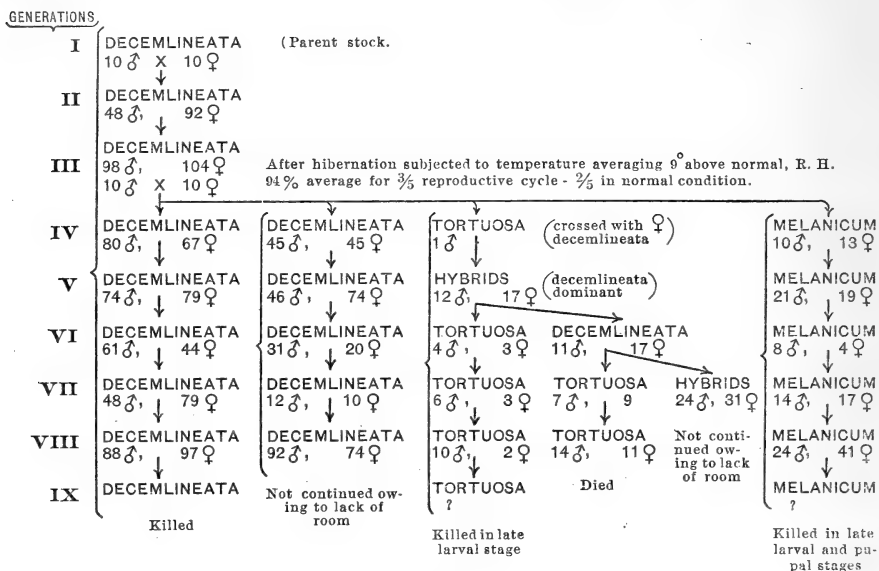 GENERATIONS
I DECEMLINEATA (Parent stock.
10♂ X 10♀
II DECEMLINEATA
48♂, 92♀
III DECEMLINEATA
98♂, 104♀ After hibernation subjected to temperature averaging 9° above normal, R. H.
10♂ X 10♀ 94% average for 3/5 reproductive cycle - 2/5 in normal condition.
IV DECEMLINEATA DECEMLINEATA TORTUOSA (crossed with ♀ MELANICUM
80♂, 67♀ 45♂, 45♀ 1♂ decemlineata) 10♂, 13♀
V DECEMLINEATA DECEMLINEATA HYBRIDS (decemlineata MELANICUM
74♂, 79♀ 46♂, 74♀ 12♂, 17♀ dominant) 21♂, 19♀
VI DECEMLINEATA DECEMLINEATA TORTUOSA DECEMLINEATA MELANICUM
61♂, 44♀ 31♂, 20♀ 4♂, 3♀ 11♂, 17♀ 8♂, 4♀
VII DECEMLINEATA DECEMLINEATA TORTUOSA TORTUOSA HYBRIDS MELANICUM
48♂, 79♀ 12♂, 10♀ 6♂, 3♀ 7♂, 9 24♂, 31♀ 14♂, 17♀
VIII DECEMLINEATA DECEMLINEATA TORTUOSA TORTUOSA Not conti- MELANICUM
88♂, 97♀ 92♂, 74♀ 10♂, 2♀ 14♂, 11♀ nued owing 24♂, 41♀
to lack
of room
IX DECEMLINEATA Not continued ow- TORTUOSA Died MELANICUM
ing to lack of ? ?
room
Killed
Killed in late
larval stage
Killed in late
larval and pu-
pal stages